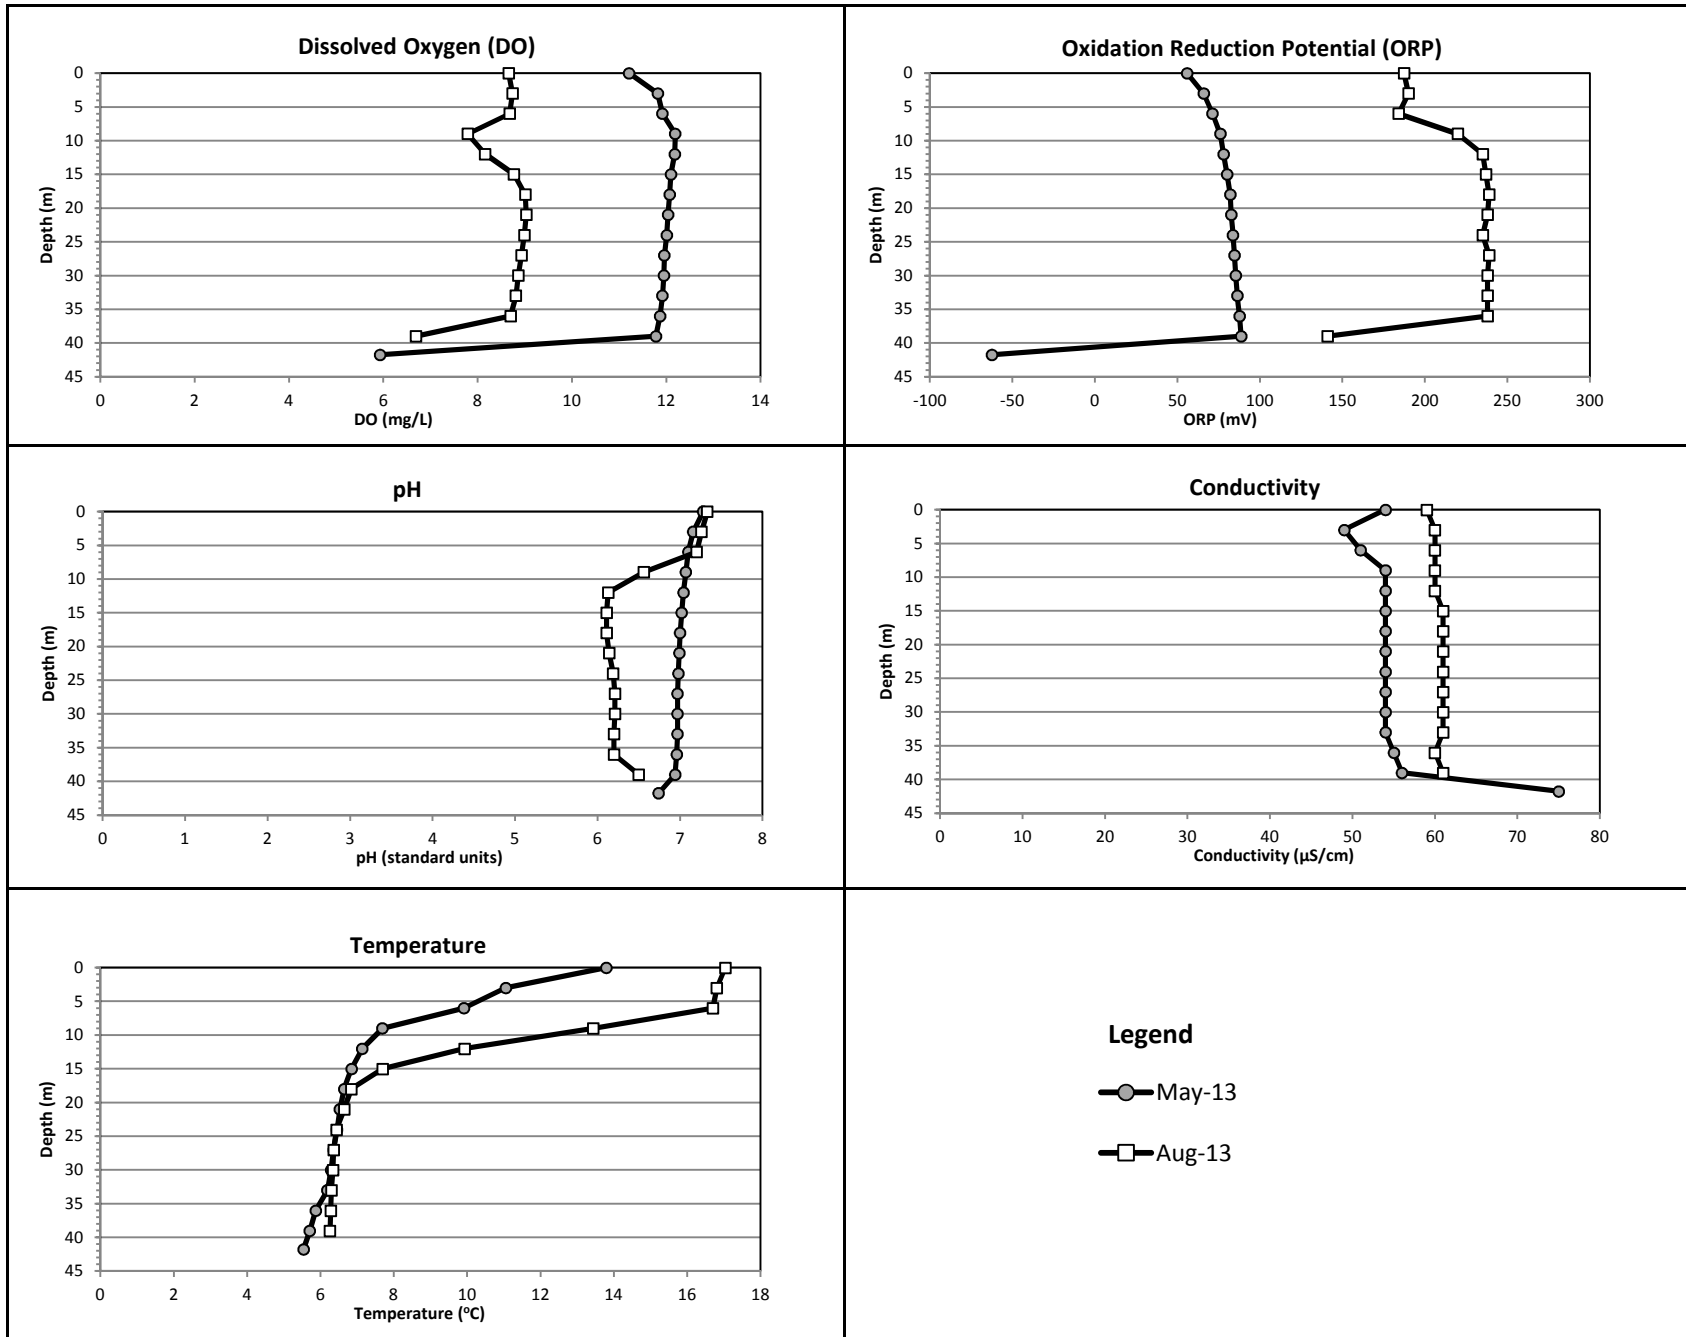 Dissolved Oxygen (DO)
0
5
10
15
20
25
30
35
40
45
Depth (m)
0 2 4 6 8 10 12 14
DO (mg/L)
Oxidation Reduction Potential (ORP)
0
5
10
15
20
25
30
35
40
45
Depth (m)
-100 -50 0 50 100 150 200 250 300
ORP (mV)
pH
0
5
10
15
20
25
30
35
40
45
Depth (m)
0 1 2 3 4 5 6 7 8
pH (standard units)
Conductivity
0
5
10
15
20
25
30
35
40
45
Depth (m)
0 10 20 30 40 50 60 70 80
Conductivity (µS/cm)
Temperature
0
5
10
15
20
25
30
35
40
45
Depth (m)
0 2 4 6 8 10 12 14 16 18
Temperature (ºC)
Legend
May-13
Aug-13